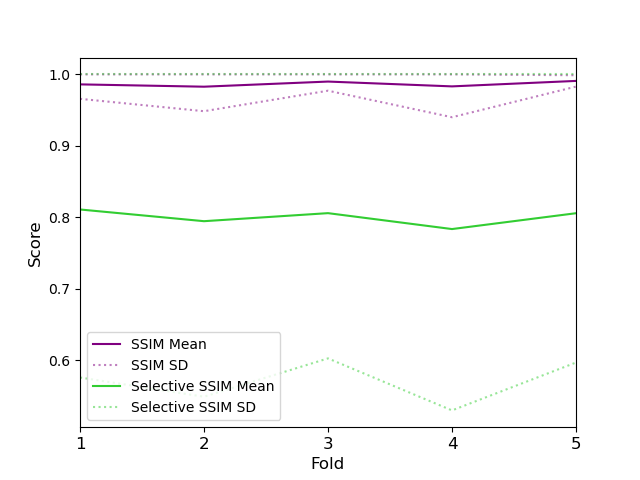 1.0
0.9
0.8
0.7
0.6
Score
SSIM Mean
SSIM SD
Selective SSIM Mean
Selective SSIM SD
1 2 3 4 5
Fold